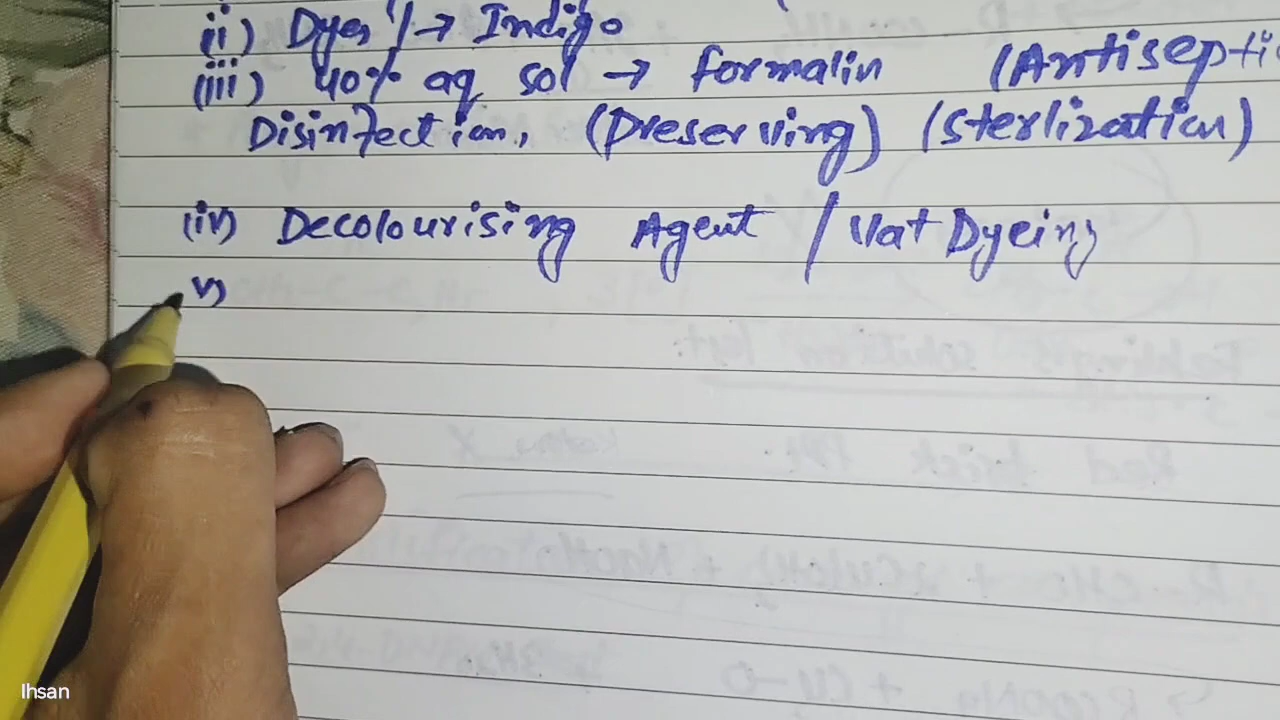 (ii) Dyes → Indigo
(iii) 40% aq sol → formalin (Antisepti
Disinfection, (Preserving) (Sterlization)
(iv) Decolourising Agent / Vat Dyeing
v)
Ihsan